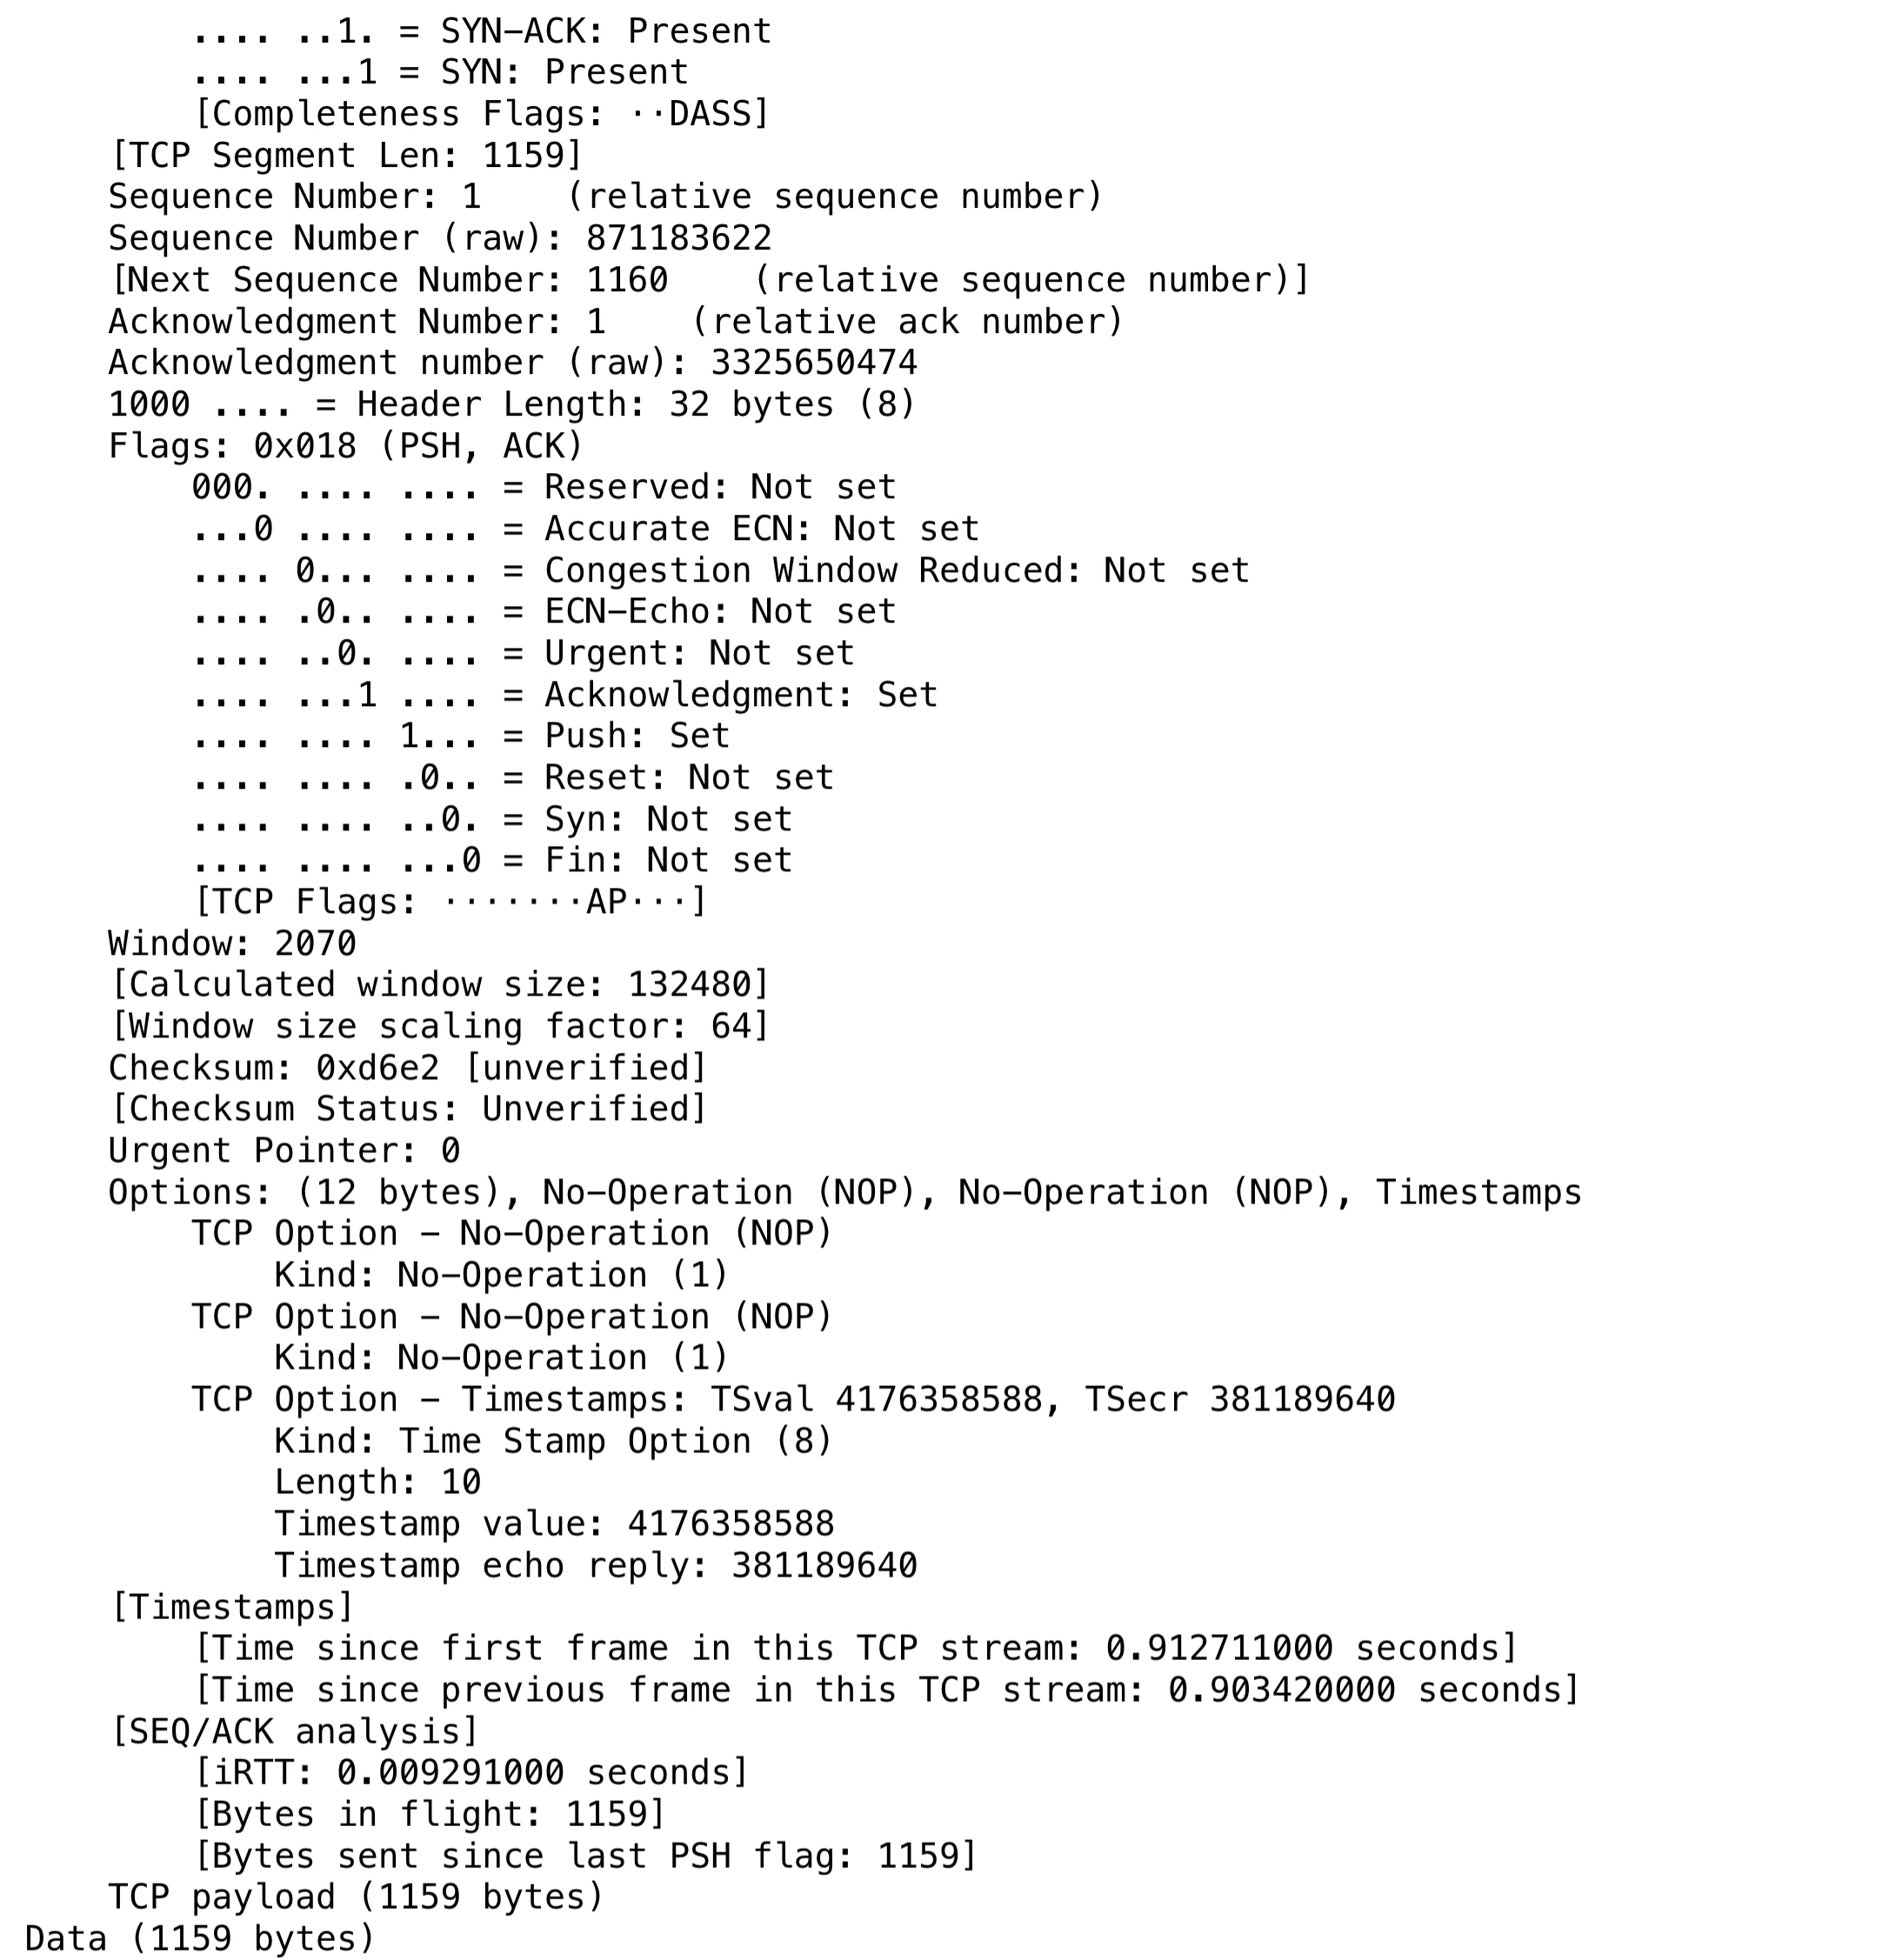 .... ..1. = SYN-ACK: Present
.... ...1 = SYN: Present
[Completeness Flags: ··DASS]
[TCP Segment Len: 1159]
Sequence Number: 1    (relative sequence number)
Sequence Number (raw): 871183622
[Next Sequence Number: 1160    (relative sequence number)]
Acknowledgment Number: 1    (relative ack number)
Acknowledgment number (raw): 3325650474
1000 .... = Header Length: 32 bytes (8)
Flags: 0x018 (PSH, ACK)
000. .... .... = Reserved: Not set
...0 .... .... = Accurate ECN: Not set
.... 0... .... = Congestion Window Reduced: Not set
.... .0.. .... = ECN-Echo: Not set
.... ..0. .... = Urgent: Not set
.... ...1 .... = Acknowledgment: Set
.... .... 1... = Push: Set
.... .... .0.. = Reset: Not set
.... .... ..0. = Syn: Not set
.... .... ...0 = Fin: Not set
[TCP Flags: ·······AP···]
Window: 2070
[Calculated window size: 132480]
[Window size scaling factor: 64]
Checksum: 0xd6e2 [unverified]
[Checksum Status: Unverified]
Urgent Pointer: 0
Options: (12 bytes), No-Operation (NOP), No-Operation (NOP), Timestamps
TCP Option - No-Operation (NOP)
Kind: No-Operation (1)
TCP Option - No-Operation (NOP)
Kind: No-Operation (1)
TCP Option - Timestamps: TSval 4176358588, TSecr 381189640
Kind: Time Stamp Option (8)
Length: 10
Timestamp value: 4176358588
Timestamp echo reply: 381189640
[Timestamps]
[Time since first frame in this TCP stream: 0.912711000 seconds]
[Time since previous frame in this TCP stream: 0.903420000 seconds]
[SEQ/ACK analysis]
[iRTT: 0.009291000 seconds]
[Bytes in flight: 1159]
[Bytes sent since last PSH flag: 1159]
TCP payload (1159 bytes)
Data (1159 bytes)